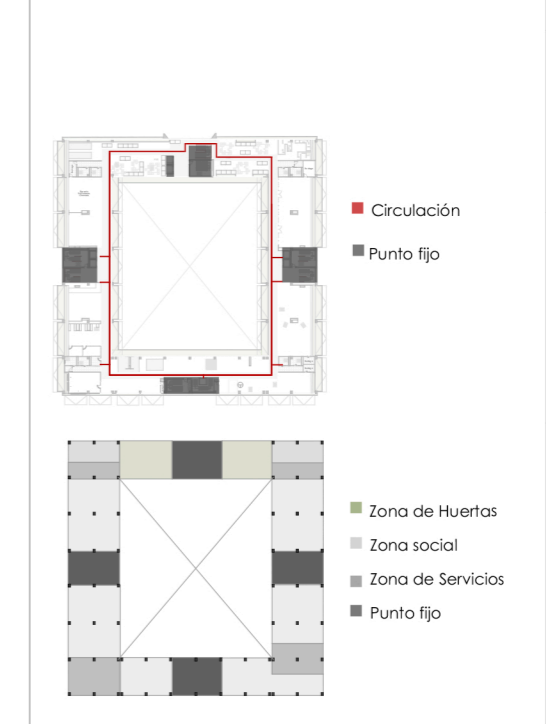 Circulación
Punto fijo
Zona de Huertas
Zona social
Zona de Servicios
Punto fijo